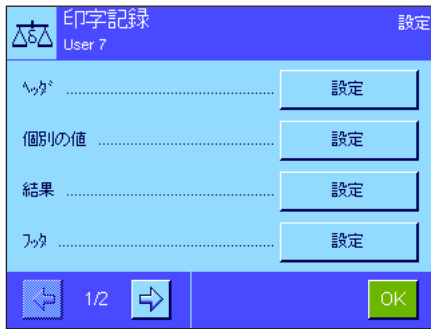 印字記録
設定
User 7
ﾍｯﾀﾞ ........................................ 設定
個別の値 ................................. 設定
結果 ........................................ 設定
ﾌｯﾀ ......................................... 設定
1/2
OK